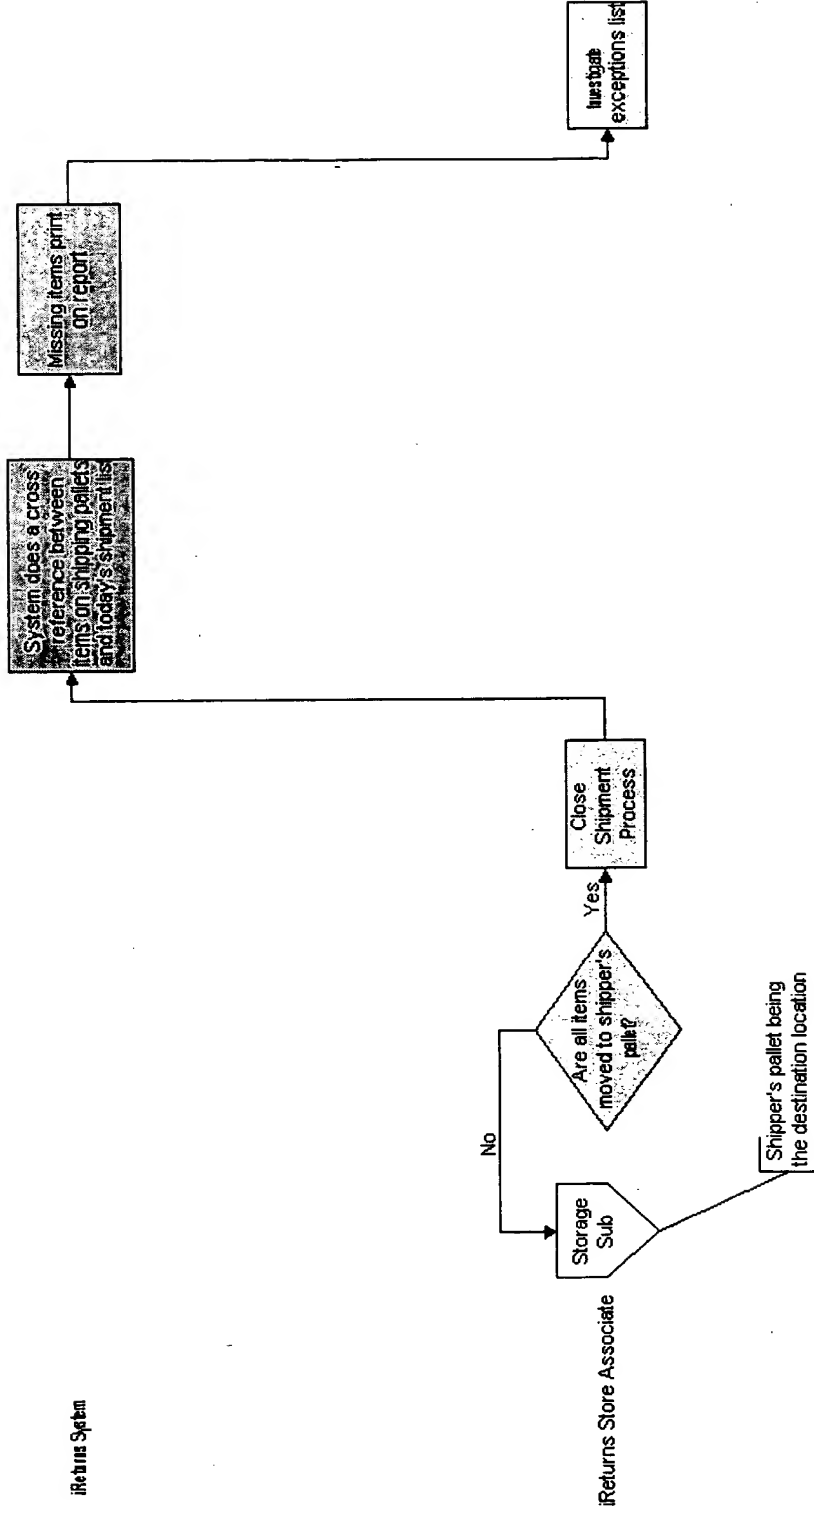 iReturns System
System does a cross
reference between
items on shipping pallets
and today's shipment list
Missing items print
on report
iReturns Store Associate
Storage
Sub
No
Are all items
moved to shipper's
pallet?
Yes
Close
Shipment
Process
Investigate
exceptions list
Shipper's pallet being
the destination location